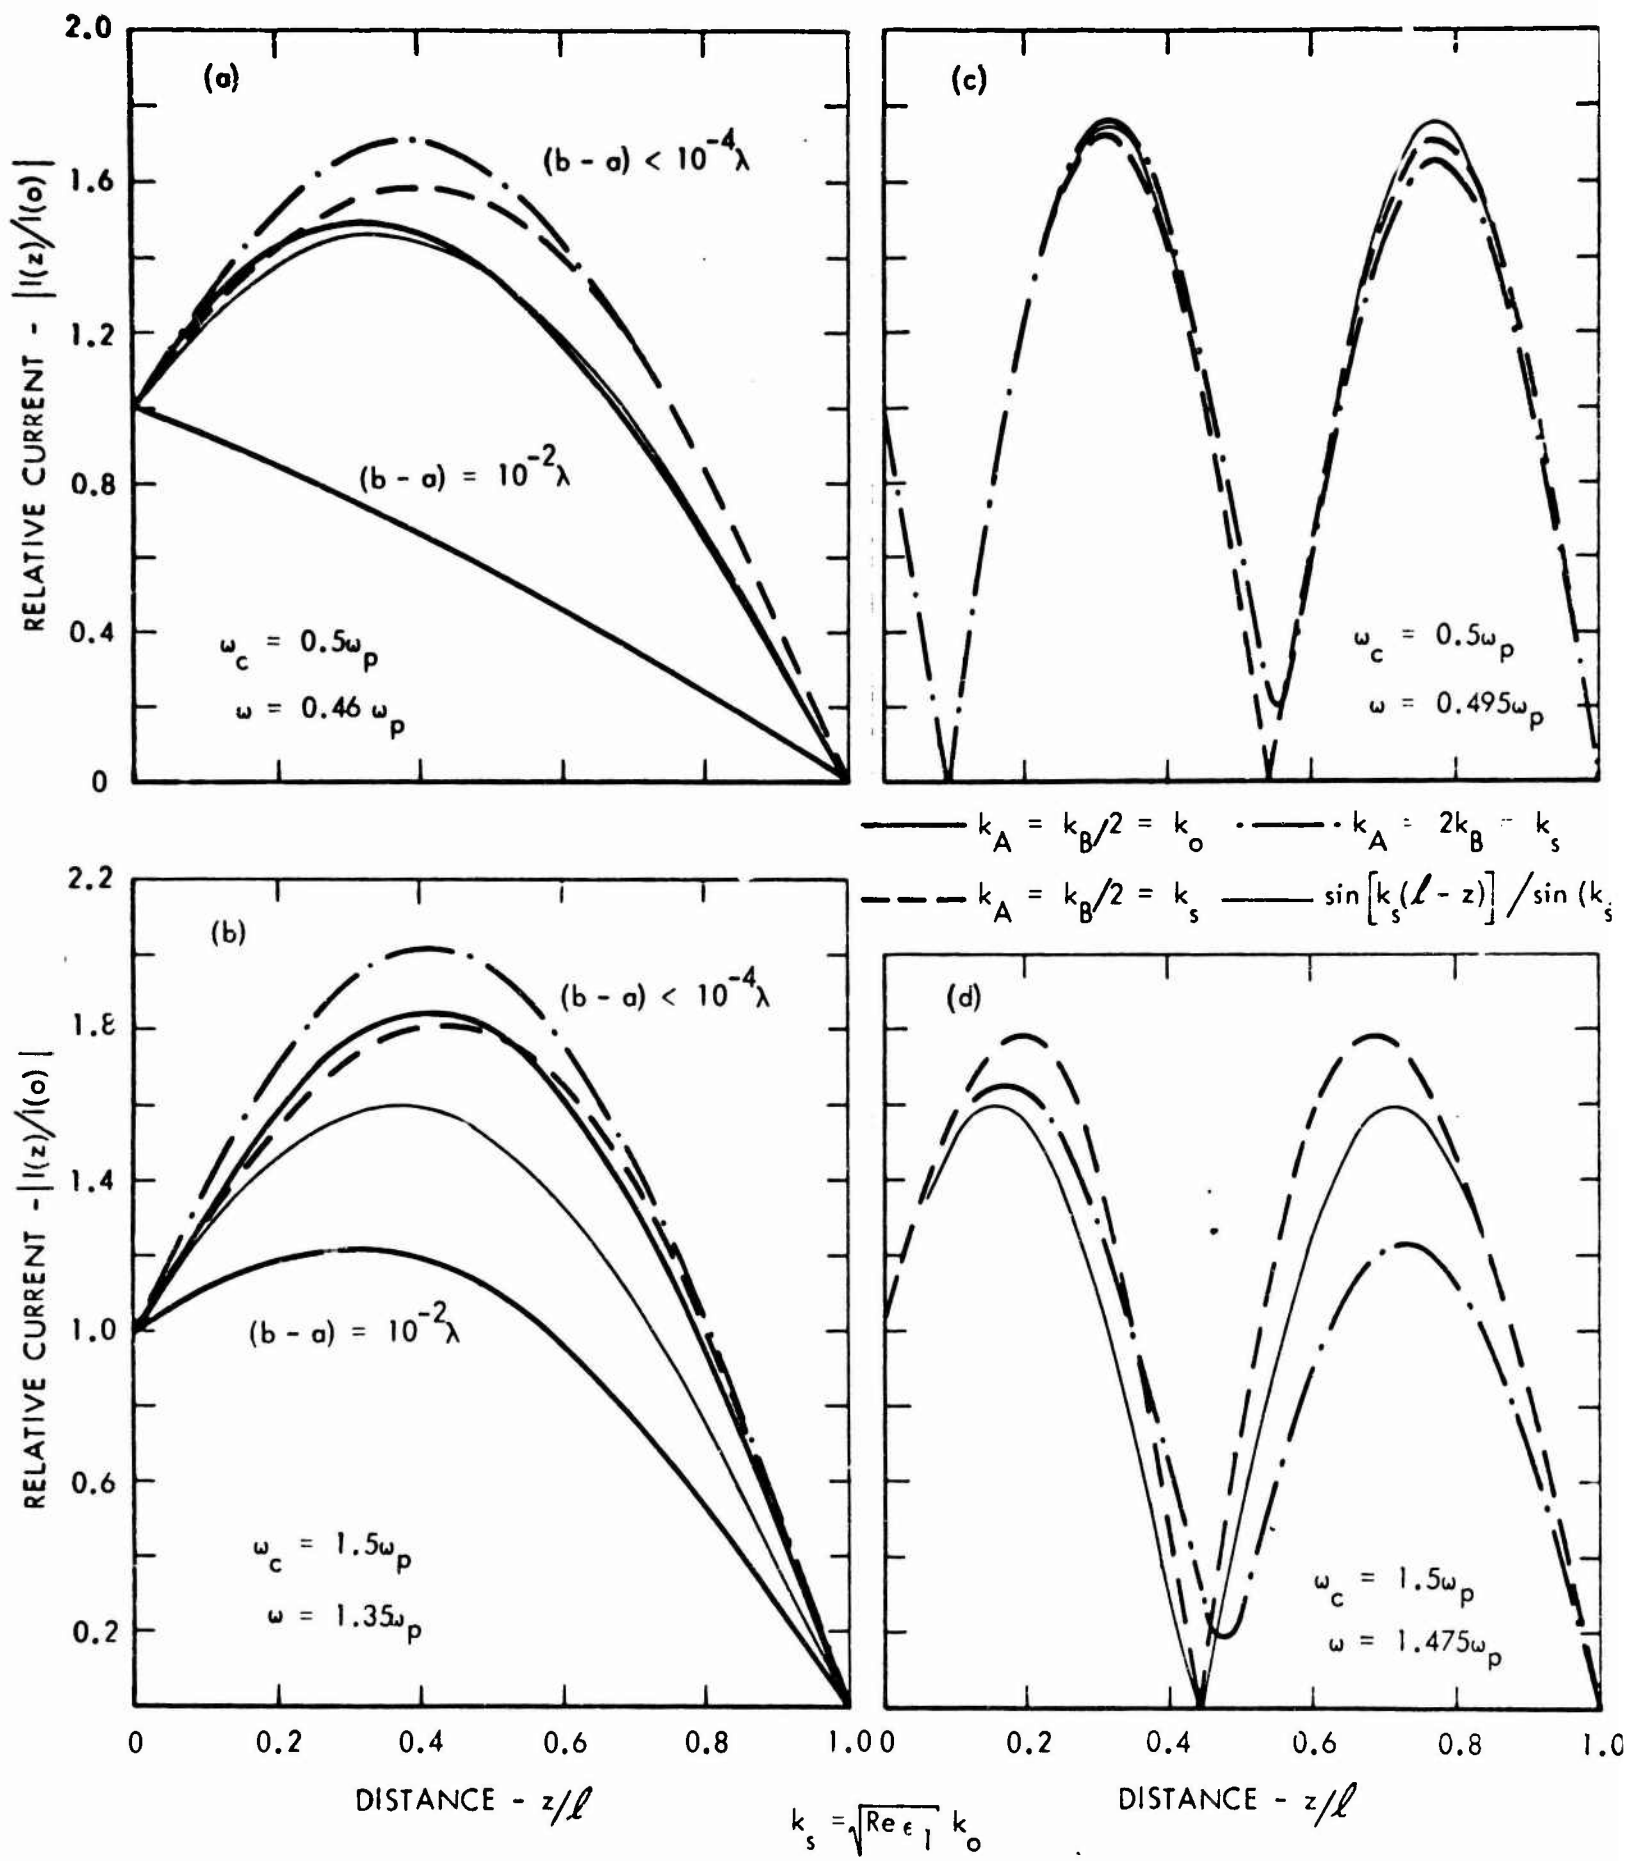 2.0
(a)
(b - a) < 10⁻⁴λ
1.6
1.2
(b - a) = 10⁻²λ
0.8
0.4
ω_c = 0.5ω_p
ω = 0.46 ω_p
0
RELATIVE CURRENT - |I(z)/I(o)|
(c)
ω_c = 0.5ω_p
ω = 0.495ω_p
k_A = k_B/2 = k_o
k_A = 2k_B = k_s
k_A = k_B/2 = k_s
sin[k_s(ℓ - z)] / sin (k_s
2.2
(b)
(b - a) < 10⁻⁴λ
1.8
1.4
1.0
(b - a) = 10⁻²λ
0.6
ω_c = 1.5ω_p
ω = 1.35ω_p
0.2
RELATIVE CURRENT - |I(z)/I(o)|
0 0.2 0.4 0.6 0.8 1.0
DISTANCE - z/ℓ
(d)
ω_c = 1.5ω_p
ω = 1.475ω_p
0 0.2 0.4 0.6 0.8 1.0
DISTANCE - z/ℓ
k_s = √Re ϵ_1 k_o